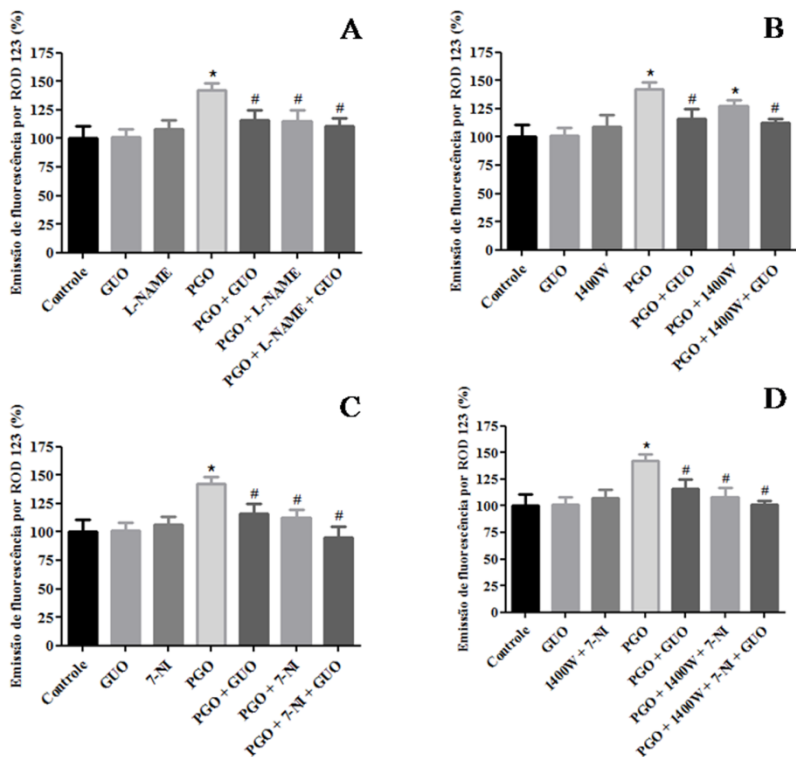 A
Emissão de fluorescência por ROD 123 (%)
175
150
125
100
75
50
25
0
*
#
#
#
Controle
GUO
L-NAME
PGO
PGO + GUO
PGO + L-NAME
PGO + L-NAME + GUO
B
Emissão de fluorescência por ROD 123 (%)
175
150
125
100
75
50
25
0
*
#
*
#
Controle
GUO
1400W
PGO
PGO + GUO
PGO + 1400W
PGO + 1400W + GUO
C
Emissão de fluorescência por ROD 123 (%)
175
150
125
100
75
50
25
0
*
#
#
#
Controle
GUO
7-NI
PGO
PGO + GUO
PGO + 7-NI
PGO + 7-NI + GUO
D
Emissão de fluorescência por ROD 123 (%)
175
150
125
100
75
50
25
0
*
#
#
#
Controle
GUO
1400W + 7-NI
PGO
PGO + GUO
PGO + 1400W + 7-NI
PGO + 1400W + 7-NI + GUO